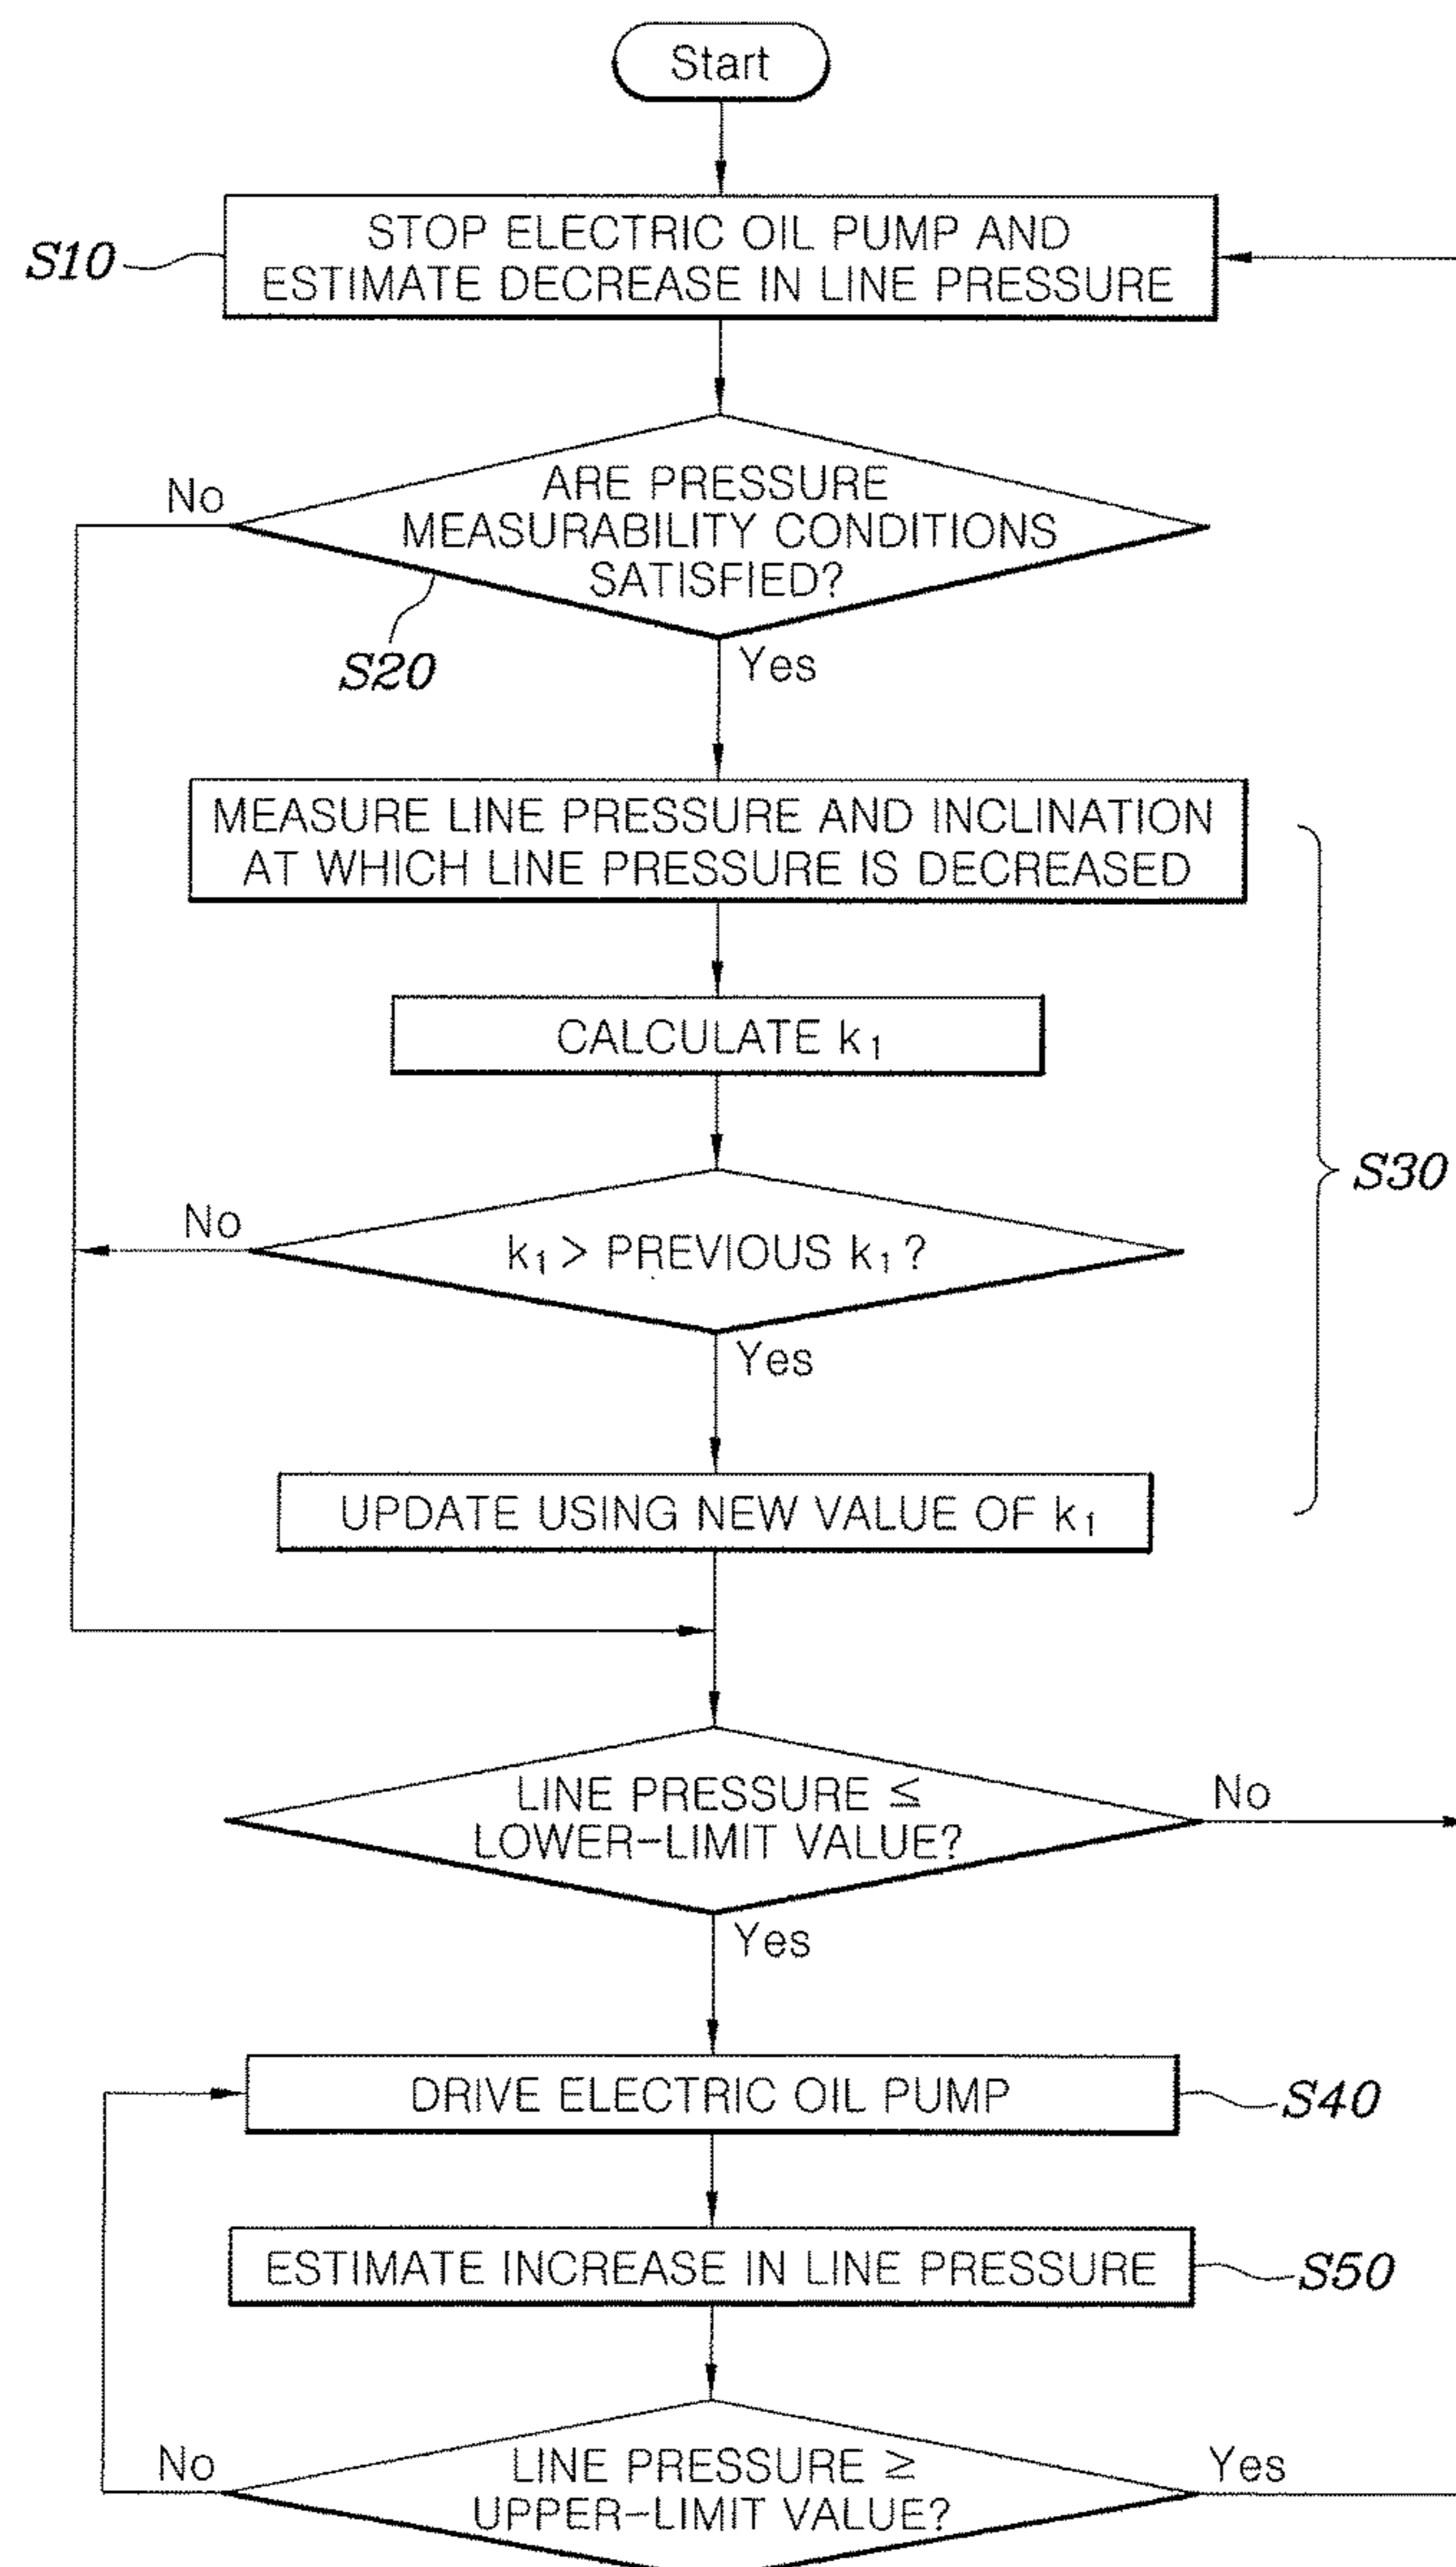 Start
S10
STOP ELECTRIC OIL PUMP AND
ESTIMATE DECREASE IN LINE PRESSURE
No
ARE PRESSURE
MEASURABILITY CONDITIONS
SATISFIED?
S20
Yes
MEASURE LINE PRESSURE AND INCLINATION
AT WHICH LINE PRESSURE IS DECREASED
CALCULATE k₁
S30
No
k₁ > PREVIOUS k₁ ?
Yes
UPDATE USING NEW VALUE OF k₁
LINE PRESSURE ≤
LOWER-LIMIT VALUE?
No
Yes
DRIVE ELECTRIC OIL PUMP
S40
ESTIMATE INCREASE IN LINE PRESSURE
S50
No
LINE PRESSURE ≥
UPPER-LIMIT VALUE?
Yes